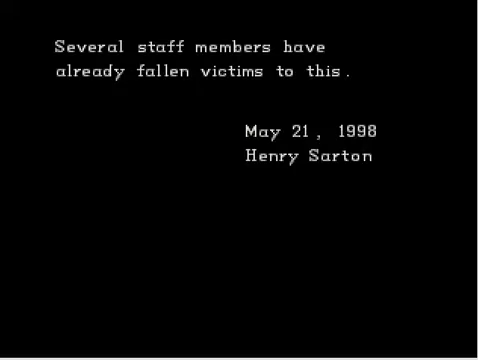 Several staff members have
already fallen victims to this.
May 21, 1998
Henry Sarton